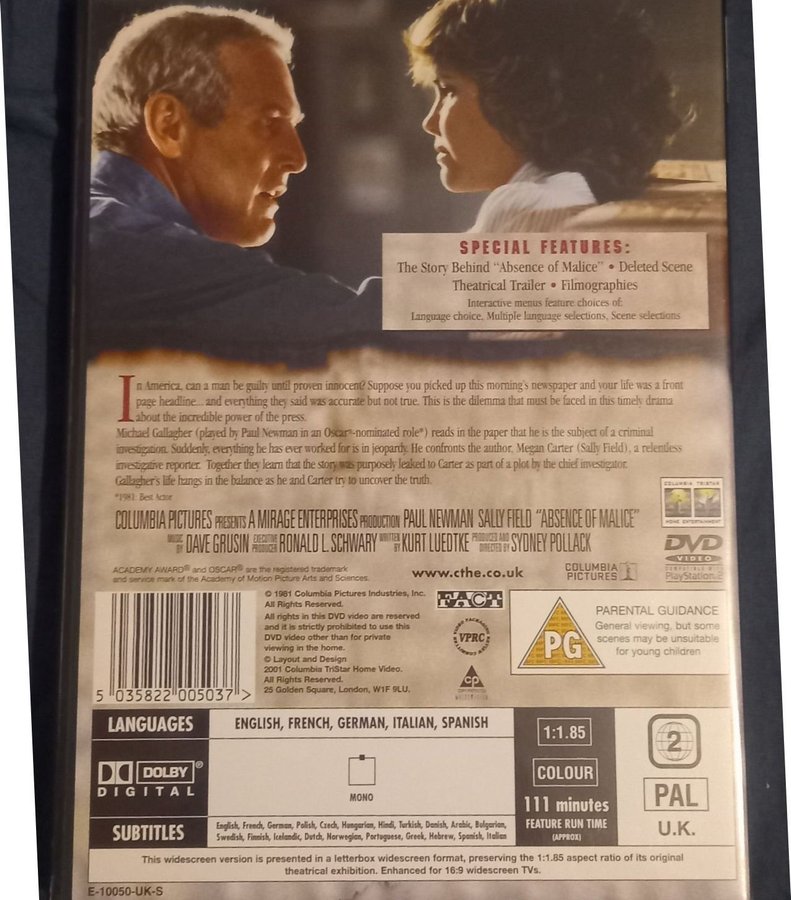 SPECIAL FEATURES:
The Story Behind "Absence of Malice" • Deleted Scene
Theatrical Trailer • Filmographies
Interactive menus feature choices of:
Language choice, Multiple language selections, Scene selections
In America, can a man be guilty until proven innocent? Suppose you picked up this morning's newspaper and your life was a front
page headline... and everything they said was accurate but not true. This is the dilemma that must be faced in this timely drama
about the incredible power of the press.
Michael Gallagher (played by Paul Newman in an Oscar®-nominated role*) reads in the paper that he is the subject of a criminal
investigation. Suddenly, everything he has ever worked for is in jeopardy. He confronts the author, Megan Carter (Sally Field), a relentless
investigative reporter. Together they learn that the story was purposely leaked to Carter as part of a plot by the chief investigator.
Gallagher's life hangs in the balance as he and Carter try to uncover the truth.
*1981: Best Actor
COLUMBIA PICTURES PRESENTS A MIRAGE ENTERPRISES PRODUCTION PAUL NEWMAN SALLY FIELD "ABSENCE OF MALICE"
MUSIC BY DAVE GRUSIN EXECUTIVE PRODUCER RONALD L. SCHWARY WRITTEN BY KURT LUEDTKE PRODUCED AND DIRECTED BY SYDNEY POLLACK
COLUMBIA TRISTAR
HOME ENTERTAINMENT
DVD
VIDEO
COMPATIBLE WITH
PlayStation 2
ACADEMY AWARD® and OSCAR® are the registered trademark
and service mark of the Academy of Motion Picture Arts and Sciences.
www.cthe.co.uk
COLUMBIA
PICTURES
5 035822 005037 >
© 1981 Columbia Pictures Industries, Inc.
All Rights Reserved.
All rights in this DVD video are reserved
and it is strictly prohibited to use this
DVD video other than for private
viewing in the home.
© Layout and Design
2001 Columbia TriStar Home Video.
All Rights Reserved.
25 Golden Square, London, W1F 9LU.
FACT
VPRC
cp
PG
PARENTAL GUIDANCE
General viewing, but some
scenes may be unsuitable
for young children
LANGUAGES
ENGLISH, FRENCH, GERMAN, ITALIAN, SPANISH
DOLBY®
DIGITAL
MONO
SUBTITLES
English, French, German, Polish, Czech, Hungarian, Hindi, Turkish, Danish, Arabic, Bulgarian,
Swedish, Finnish, Icelandic, Dutch, Norwegian, Portuguese, Greek, Hebrew, Spanish, Italian
1:1.85
COLOUR
111 minutes
FEATURE RUN TIME
(APPROX)
2
PAL
U.K.
This widescreen version is presented in a letterbox widescreen format, preserving the 1:1.85 aspect ratio of its original
theatrical exhibition. Enhanced for 16:9 widescreen TVs.
E-10050-UK-S